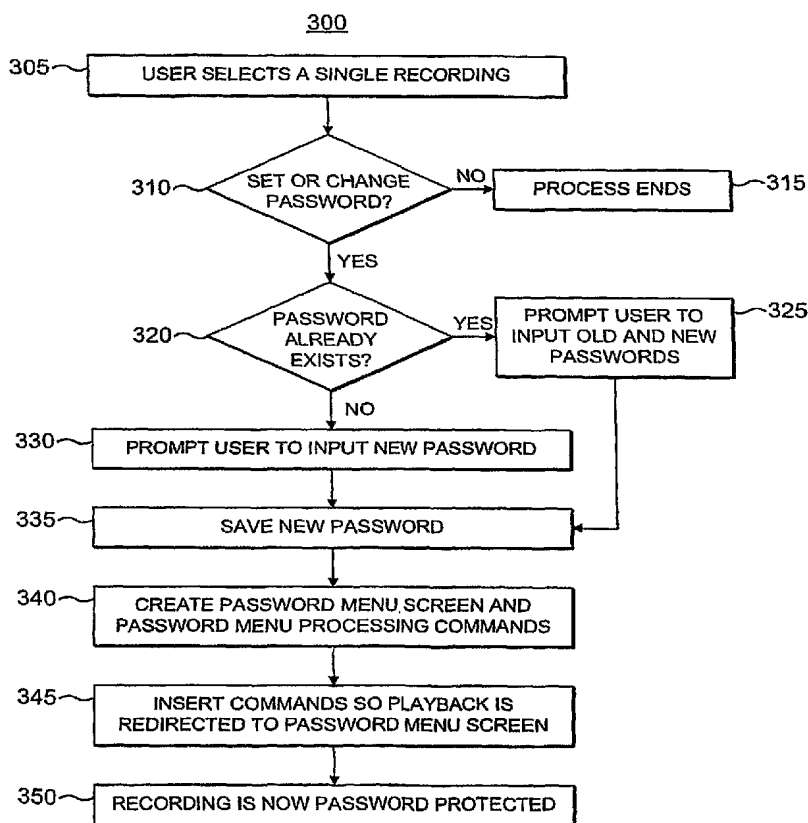 300
305
USER SELECTS A SINGLE RECORDING
310
SET OR CHANGE
PASSWORD?
NO
PROCESS ENDS
315
YES
320
PASSWORD
ALREADY
EXISTS?
YES
PROMPT USER TO
INPUT OLD AND NEW
PASSWORDS
325
NO
330
PROMPT USER TO INPUT NEW PASSWORD
335
SAVE NEW PASSWORD
340
CREATE PASSWORD MENU SCREEN AND
PASSWORD MENU PROCESSING COMMANDS
345
INSERT COMMANDS SO PLAYBACK IS
REDIRECTED TO PASSWORD MENU SCREEN
350
RECORDING IS NOW PASSWORD PROTECTED